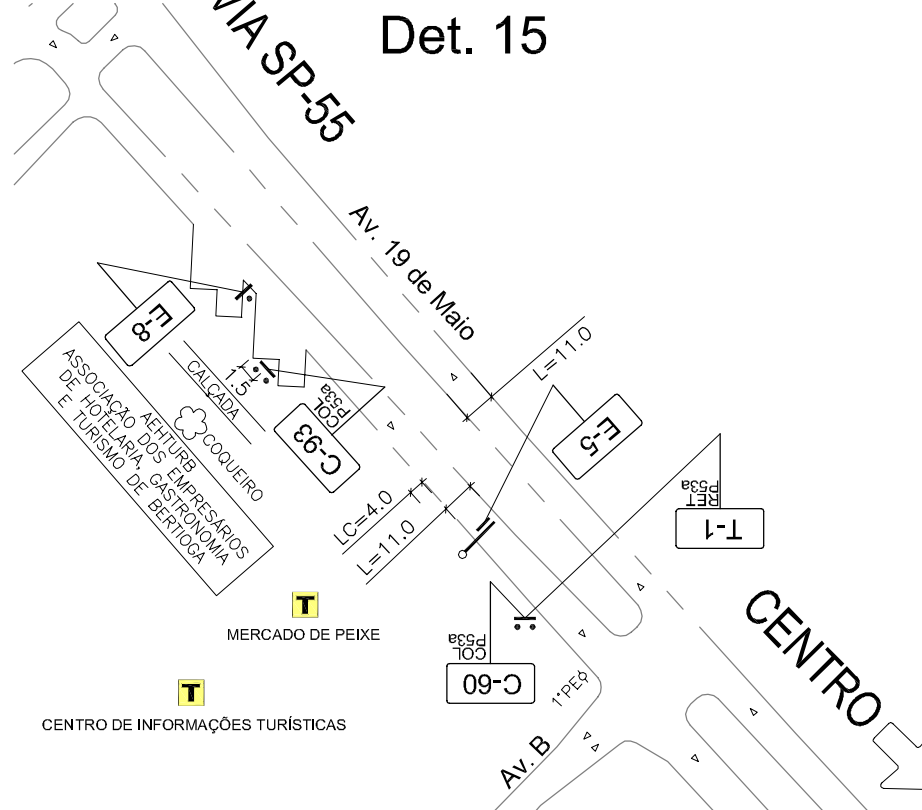 Det. 15
VIA SP-55
Av. 19 de Maio
L=11.0
E-8
CALÇADA
1.5
COQUEIRO
AEHTURB
ASSOCIAÇÃO DOS EMPRESÁRIOS
DE HOTELARIA, GASTRONOMIA
E TURISMO DE BERTIOGA
COL
P53a
C-93
E-5
LC=4.0
L=11.0
RET
P53a
T-1
T
MERCADO DE PEIXE
COL
P53a
C-60
CENTRO
T
CENTRO DE INFORMAÇÕES TURÍSTICAS
1°PEÇ
Av. B